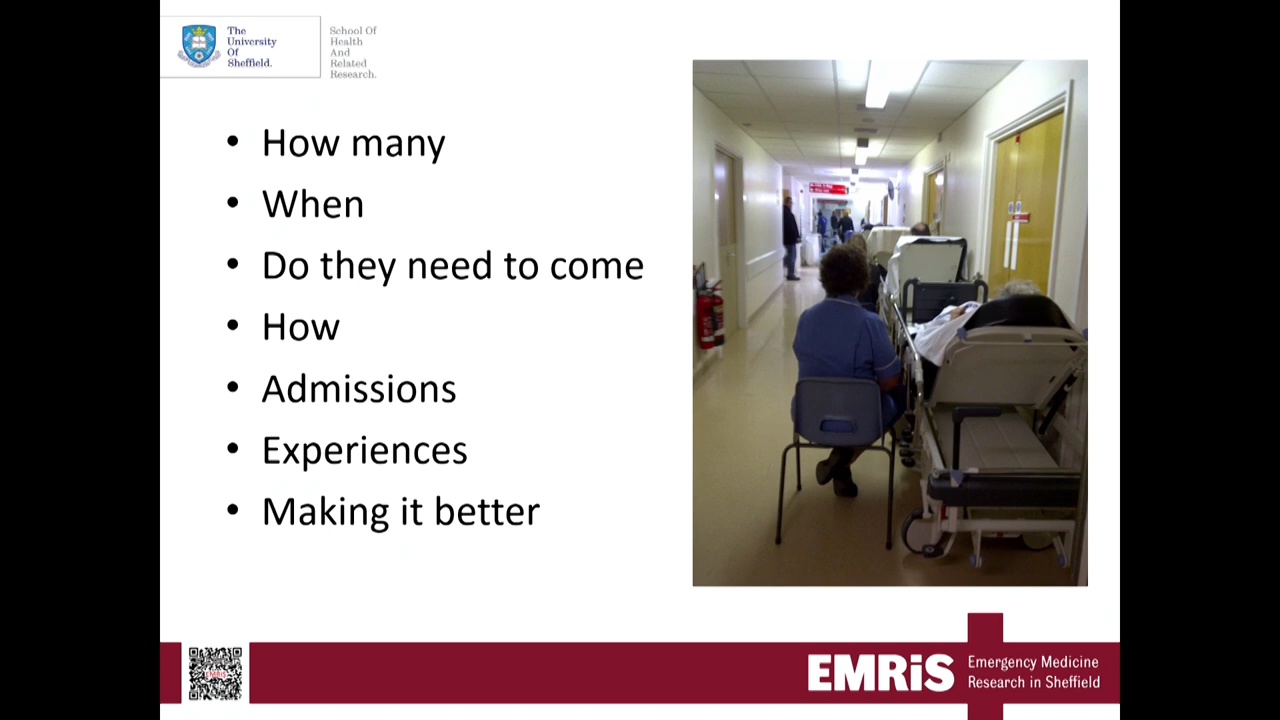 The
University
Of
Sheffield.
School Of
Health
And
Related
Research.
• How many
• When
• Do they need to come
• How
• Admissions
• Experiences
• Making it better
EMRiS
EMRiS
Emergency Medicine
Research in Sheffield